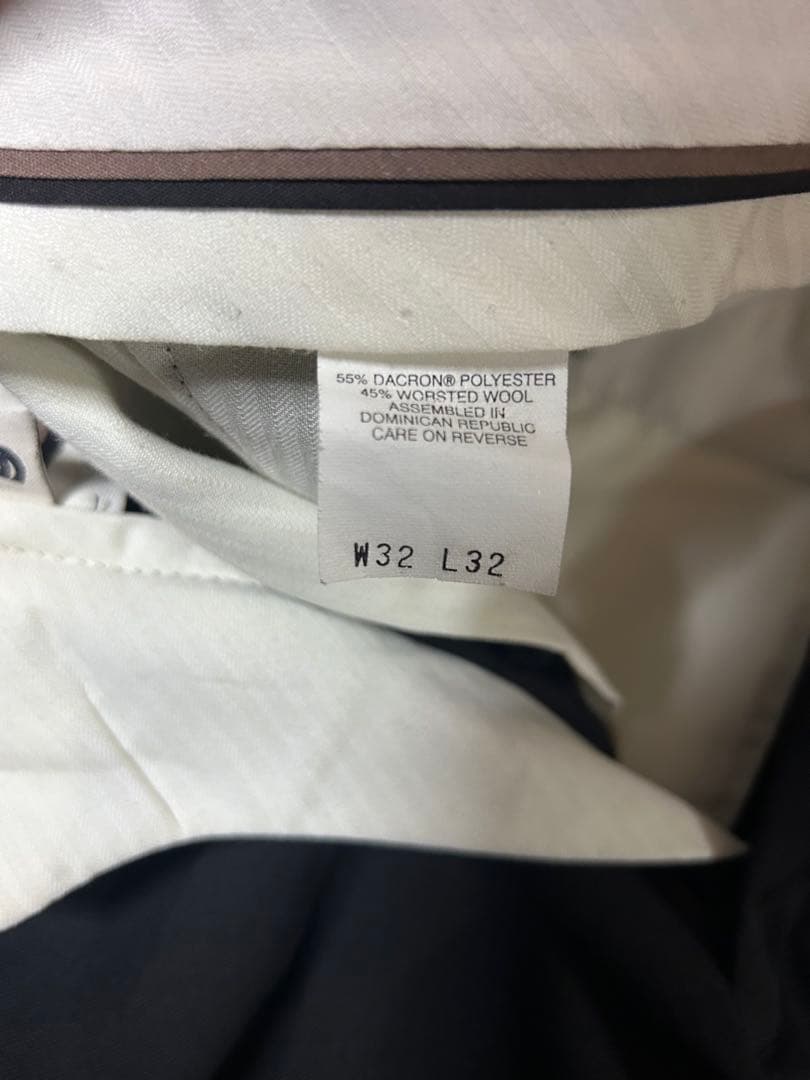 55% DACRON® POLYESTER
45% WORSTED WOOL
ASSEMBLED IN
DOMINICAN REPUBLIC
CARE ON REVERSE
W32 L32